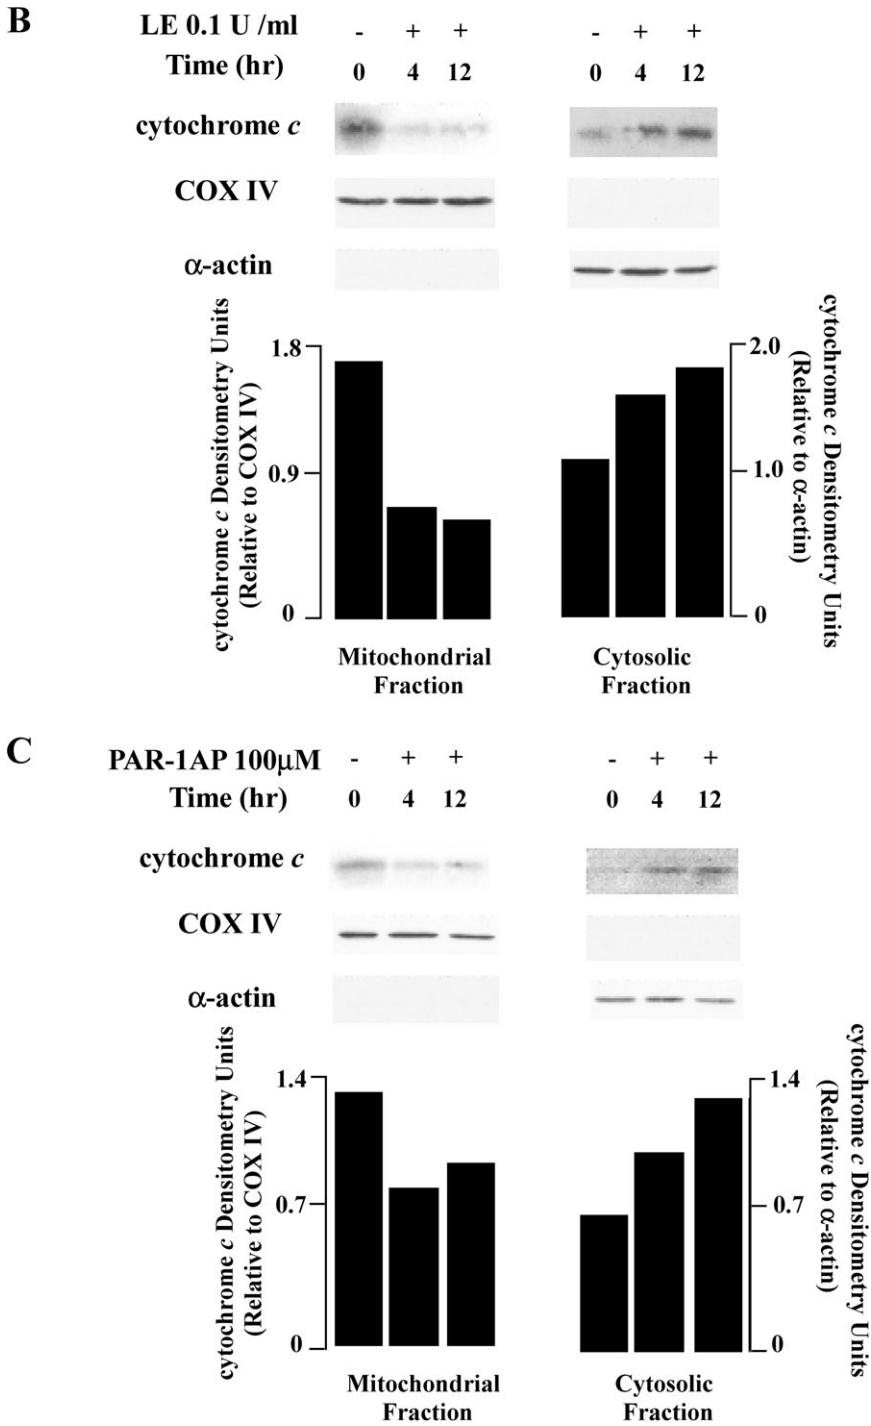 B
LE 0.1 U /ml - + + - + +
Time (hr) 0 4 12 0 4 12
cytochrome c
COX IV
α-actin
cytochrome c Densitometry Units
(Relative to COX IV)
1.8
0.9
0
2.0
1.0
0
cytochrome c Densitometry Units
(Relative to α-actin)
Mitochondrial
Fraction
Cytosolic
Fraction
C
PAR-1AP 100μM - + + - + +
Time (hr) 0 4 12 0 4 12
cytochrome c
COX IV
α-actin
cytochrome c Densitometry Units
(Relative to COX IV)
1.4
0.7
0
1.4
0.7
0
cytochrome c Densitometry Units
(Relative to α-actin)
Mitochondrial
Fraction
Cytosolic
Fraction